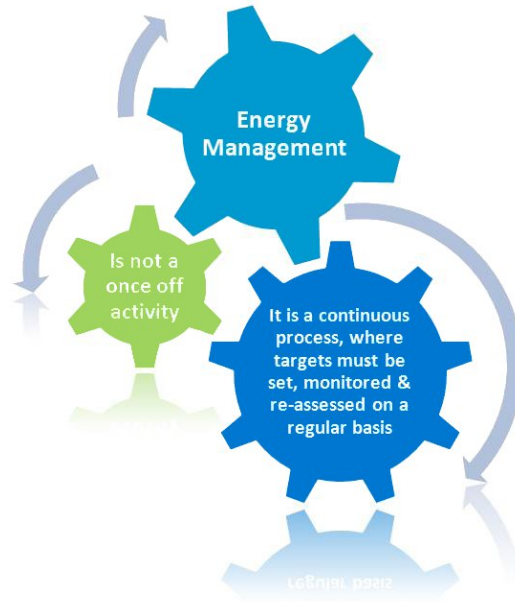 Energy
Management
Is not a
once off
activity
It is a continuous
process, where
targets must be
set, monitored &
re-assessed on a
regular basis